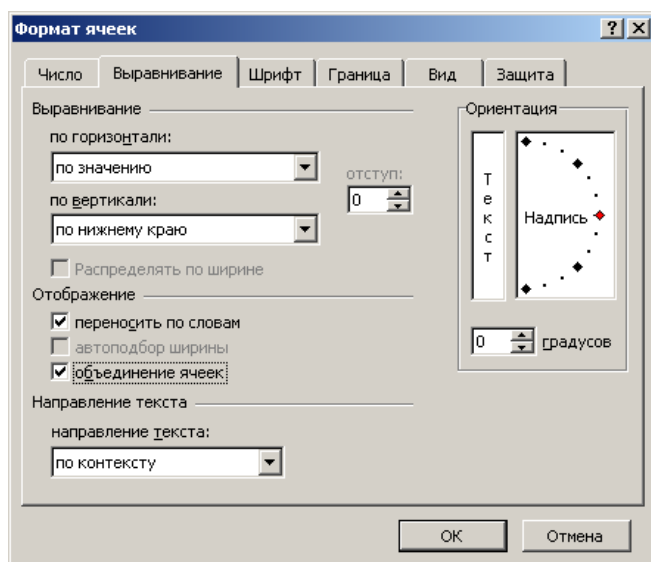 Формат ячеек
Число Выравнивание Шрифт Граница Вид Защита
Выравнивание
по горизонтали:
по значению
отступ:
0
по вертикали:
по нижнему краю
Распределять по ширине
Отображение
переносить по словам
автоподбор ширины
объединение ячеек
Направление текста
направление текста:
по контексту
Ориентация
Текст
Надпись
0 градусов
ОК Отмена